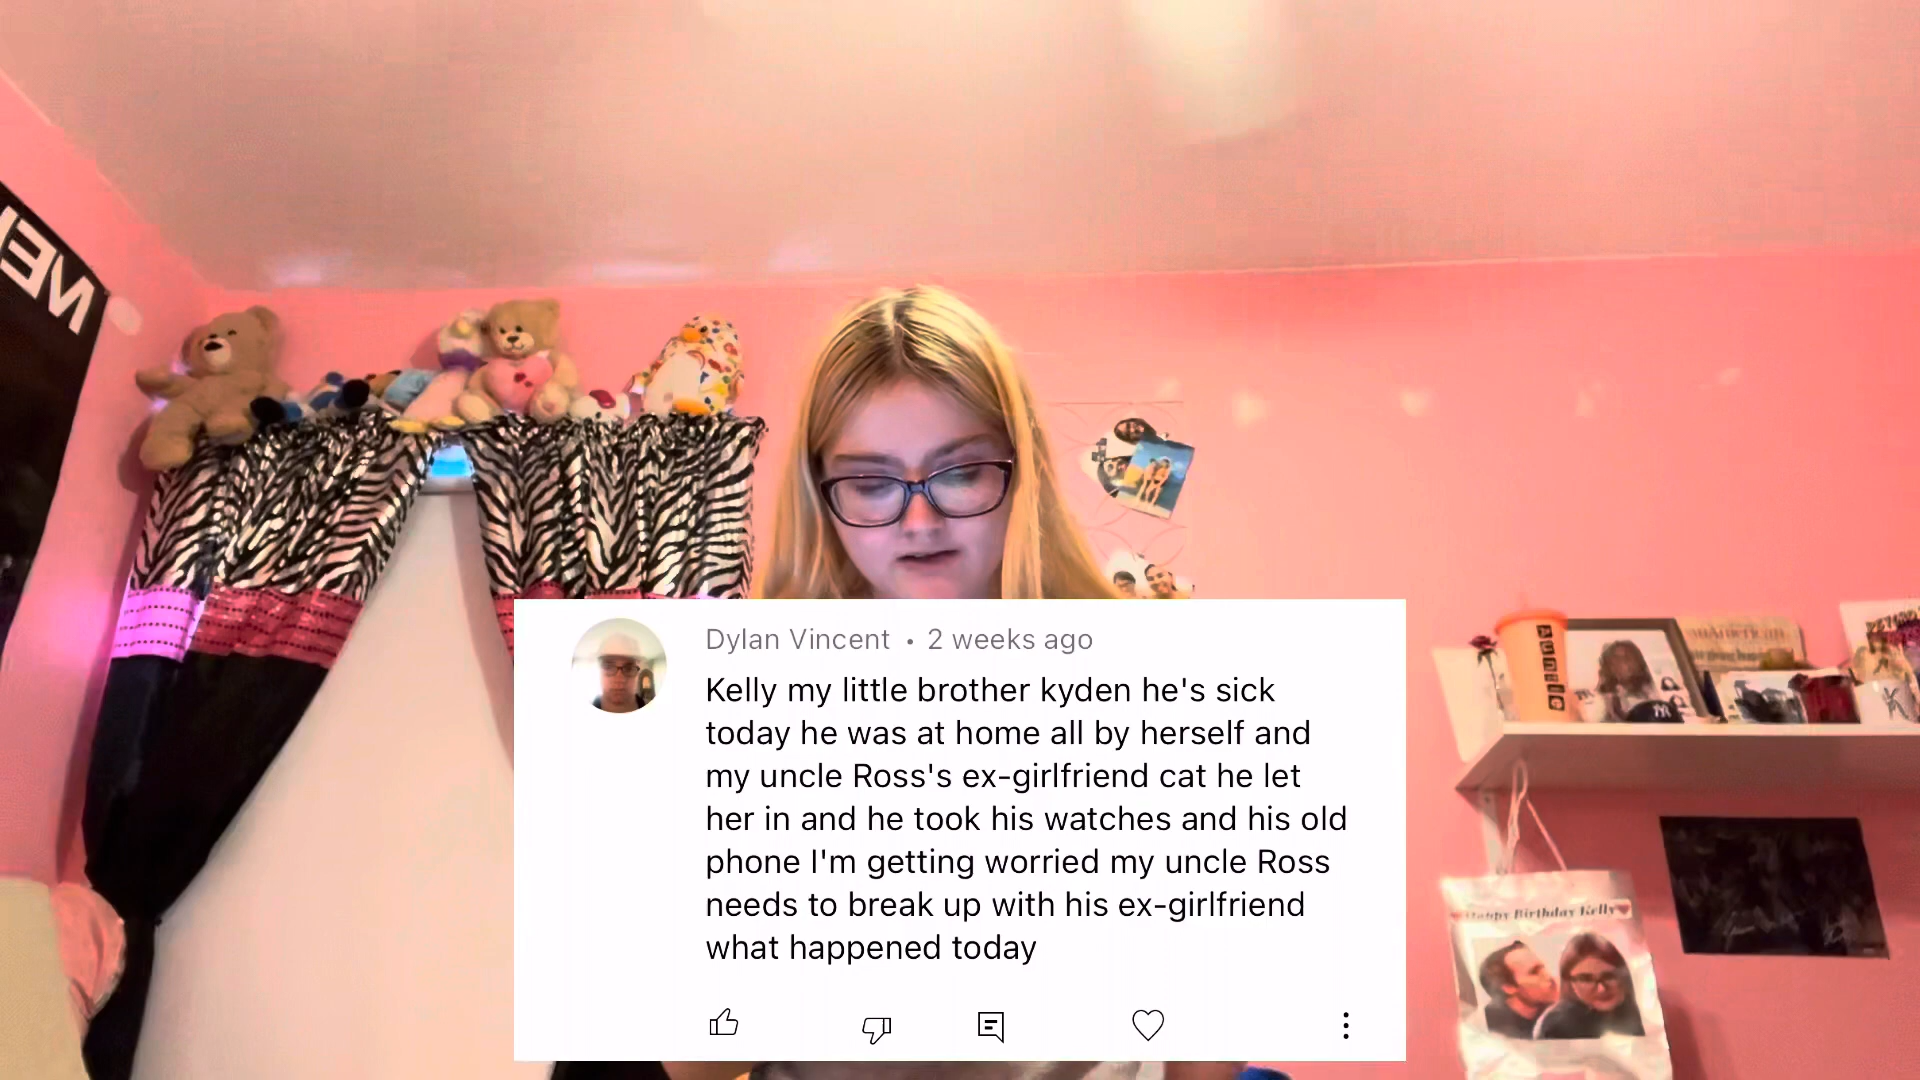 WEL
Dylan Vincent • 2 weeks ago
Kelly my little brother kyden he's sick
today he was at home all by herself and
my uncle Ross's ex-girlfriend cat he let
her in and he took his watches and his old
phone I'm getting worried my uncle Ross
needs to break up with his ex-girlfriend
what happened today
Annie
K
Happy Birthday Kelly